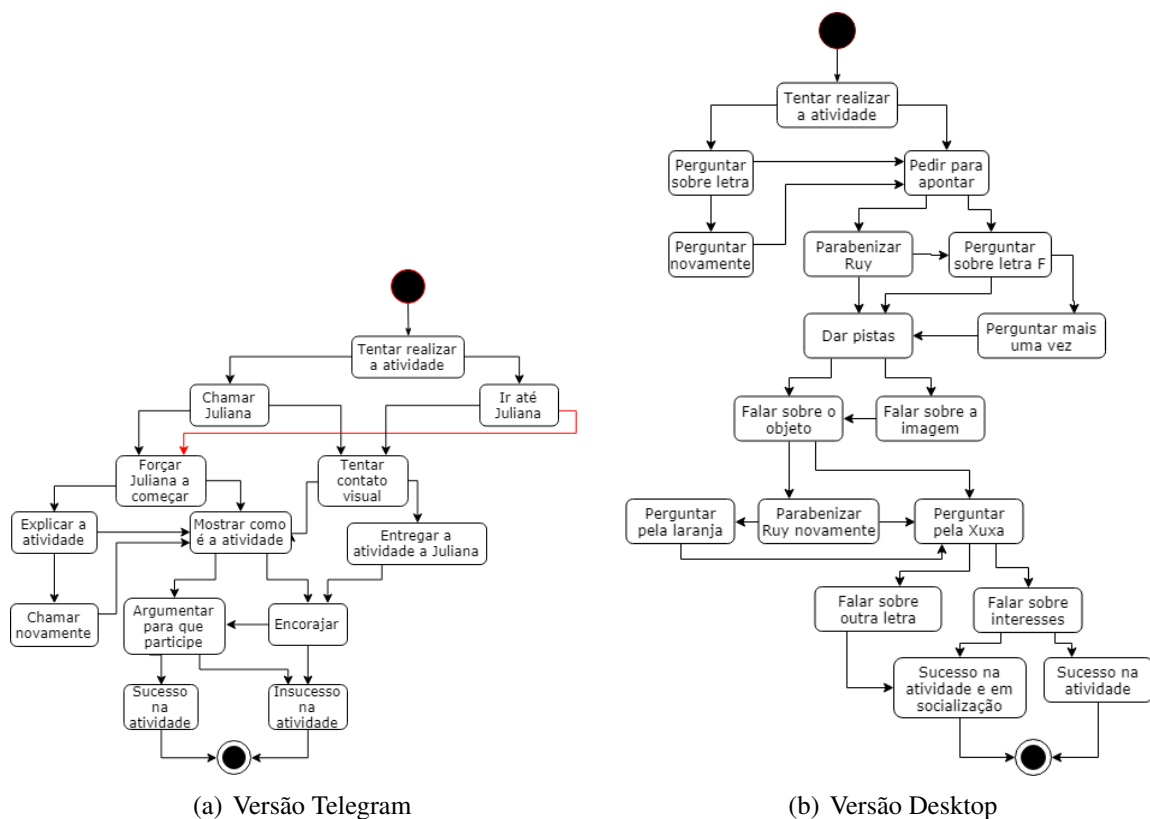 Tentar realizar
a atividade
Chamar
Juliana
Ir até
Juliana
Forçar
Juliana a
começar
Tentar
contato
visual
Explicar a
atividade
Mostrar como
é a atividade
Entregar a
atividade a Juliana
Chamar
novamente
Argumentar
para que
participe
Encorajar
Sucesso
na
atividade
Insucesso
na
atividade
(a) Versão Telegram
Tentar realizar
a atividade
Perguntar
sobre letra
Pedir para
apontar
Perguntar
novamente
Parabenizar
Ruy
Perguntar
sobre letra F
Dar pistas
Perguntar mais
uma vez
Falar sobre o
objeto
Falar sobre a
imagem
Perguntar
pela laranja
Parabenizar
Ruy novamente
Perguntar
pela Xuxa
Falar sobre
outra letra
Falar sobre
interesses
Sucesso na
atividade e em
socialização
Sucesso na
atividade
(b) Versão Desktop